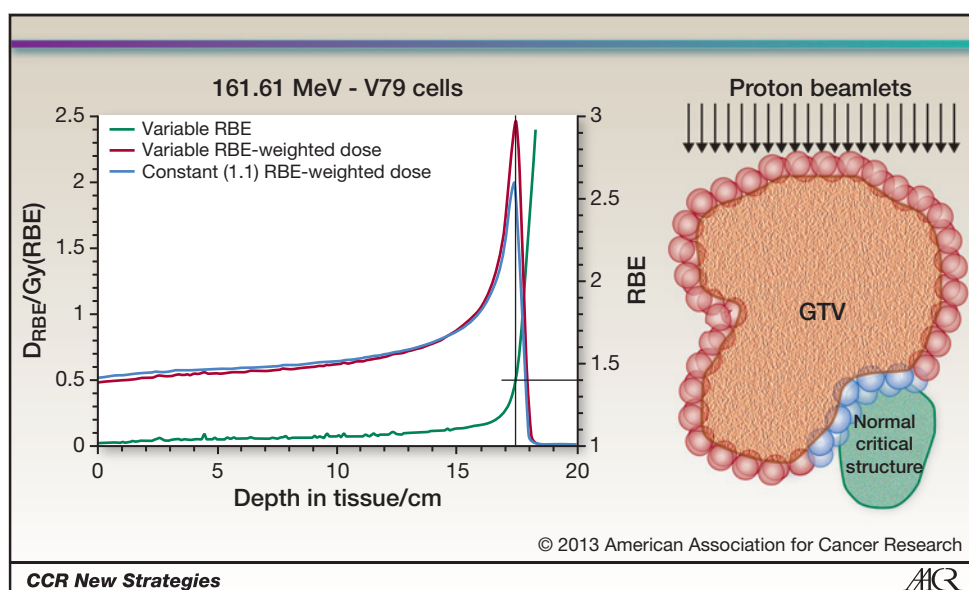 161.61 MeV - V79 cells
Variable RBE
Variable RBE-weighted dose
Constant (1.1) RBE-weighted dose
2.5
2
1.5
1
0.5
0
D_RBE/Gy(RBE)
3
2.5
2
1.5
1
RBE
0
5
10
15
20
Depth in tissue/cm
Proton beamlets
GTV
Normal
critical
structure
© 2013 American Association for Cancer Research
CCR New Strategies
AACR